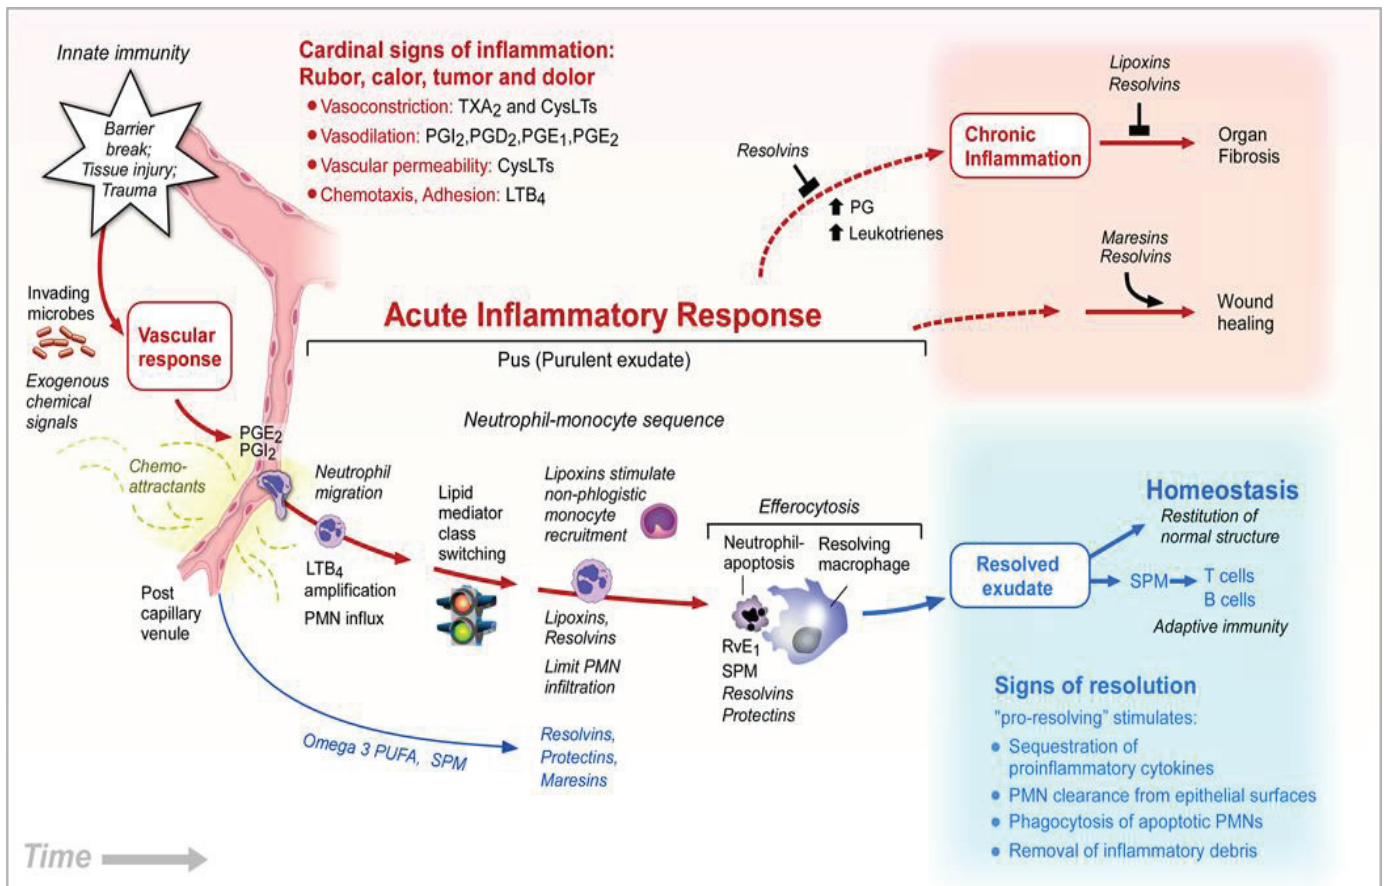 Innate immunity
Barrier
break;
Tissue injury;
Trauma
Cardinal signs of inflammation:
Rubor, calor, tumor and dolor
• Vasoconstriction: TXA₂ and CysLTs
• Vasodilation: PGI₂,PGD₂,PGE₁,PGE₂
• Vascular permeability: CysLTs
• Chemotaxis, Adhesion: LTB₄
Resolvins
PG
Leukotrienes
Chronic
Inflammation
Lipoxins
Resolvins
Organ
Fibrosis
Maresins
Resolvins
Wound
healing
Invading
microbes
Exogenous
chemical
signals
Vascular
response
Acute Inflammatory Response
Pus (Purulent exudate)
Neutrophil-monocyte sequence
PGE₂
PGI₂
Chemo-
attractants
Post
capillary
venule
Neutrophil
migration
LTB₄
amplification
PMN influx
Lipid
mediator
class
switching
Lipoxins stimulate
non-phlogistic
monocyte
recruitment
Lipoxins,
Resolvins
Limit PMN
infiltration
Efferocytosis
Neutrophil-
apoptosis
Resolving
macrophage
RvE₁
SPM
Resolvins
Protectins
Omega 3 PUFA, SPM
Resolvins,
Protectins,
Maresins
Resolved
exudate
Homeostasis
Restitution of
normal structure
SPM
T cells
B cells
Adaptive immunity
Signs of resolution
"pro-resolving" stimulates:
• Sequestration of
proinflammatory cytokines
• PMN clearance from epithelial surfaces
• Phagocytosis of apoptotic PMNs
• Removal of inflammatory debris
Time